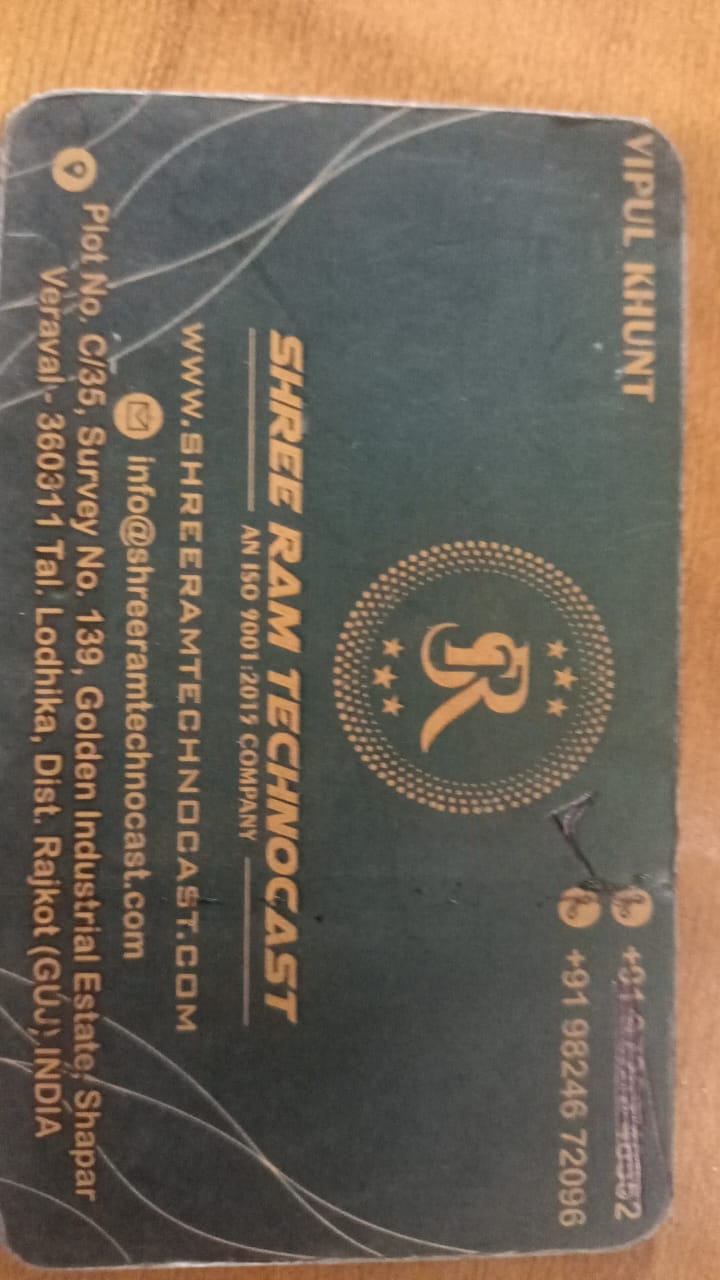 VIPUL KHUNT
+91 98246 72096
SR
SHREE RAM TECHNOCAST
AN ISO 9001:2015 COMPANY
WWW.SHREERAMTECHNOCAST.COM
info@shreeramtechnocast.com
Plot No. C/35, Survey No. 139, Golden Industrial Estate, Shapar
Veraval - 360311 Tal. Lodhika, Dist. Rajkot (GUJ) INDIA